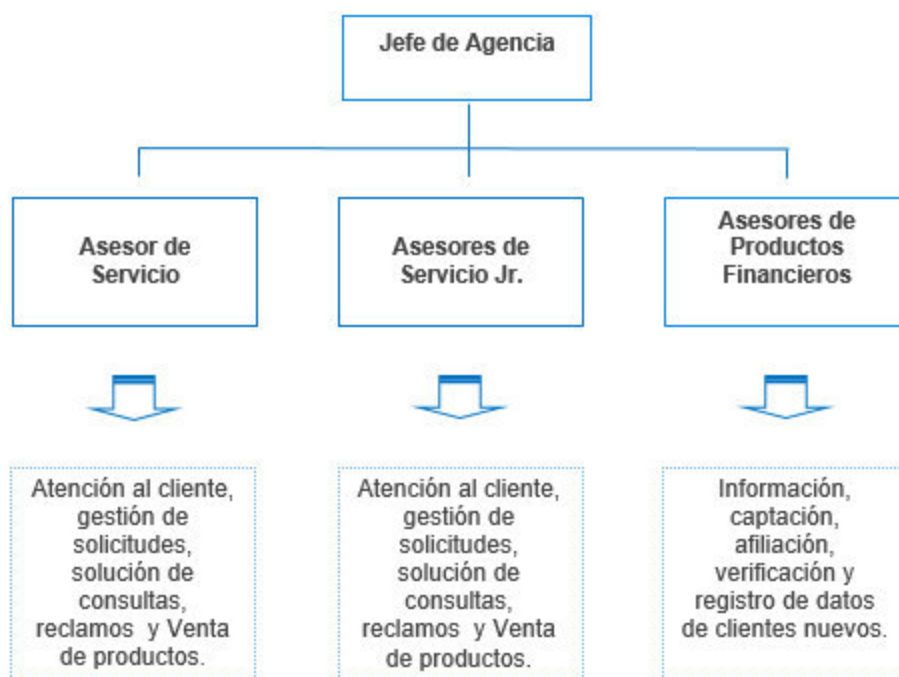 Jefe de Agencia
Asesor de
Servicio
Asesores de
Servicio Jr.
Asesores de
Productos
Financieros
Atención al cliente,
gestión de
solicitudes,
solución de
consultas,
reclamos y Venta
de productos.
Atención al cliente,
gestión de
solicitudes,
solución de
consultas,
reclamos y Venta
de productos.
Información,
captación,
afiliación,
verificación y
registro de datos
de clientes nuevos.